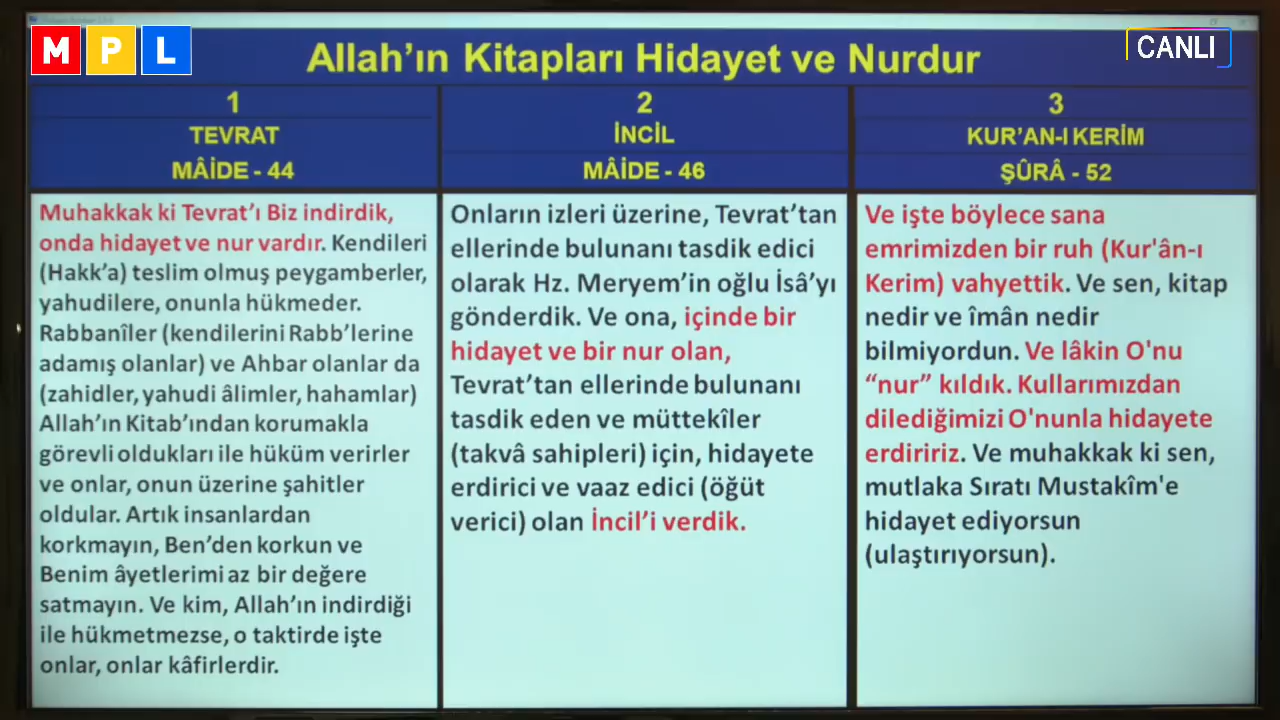 MPL
CANLI
Allah’ın Kitapları Hidayet ve Nurdur
1
TEVRAT
MÂİDE - 44
Muhakkak ki Tevrat’ı Biz indirdik,
onda hidayet ve nur vardır. Kendileri
(Hakk’a) teslim olmuş peygamberler,
yahudilere, onunla hükmeder.
Rabbanîler (kendilerini Rabb’lerine
adamış olanlar) ve Ahbar olanlar da
(zahidler, yahudi âlimler, hahamlar)
Allah’ın Kitab’ından korumakla
görevli oldukları ile hüküm verirler
ve onlar, onun üzerine şahitler
oldular. Artık insanlardan
korkmayın, Ben’den korkun ve
Benim âyetlerimi az bir değere
satmayın. Ve kim, Allah’ın indirdiği
ile hükmetmezse, o taktirde işte
onlar, onlar kâfirlerdir.
2
İNCİL
MÂİDE - 46
Onların izleri üzerine, Tevrat’tan
ellerinde bulunanı tasdik edici
olarak Hz. Meryem’in oğlu İsâ’yı
gönderdik. Ve ona, içinde bir
hidayet ve bir nur olan,
Tevrat’tan ellerinde bulunanı
tasdik eden ve müttekîler
(takvâ sahipleri) için, hidayete
erdirici ve vaaz edici (öğüt
verici) olan İncil’i verdik.
3
KUR’AN-I KERİM
ŞÛRÂ - 52
Ve işte böylece sana
emrimizden bir ruh (Kur'ân-ı
Kerim) vahyettik. Ve sen, kitap
nedir ve îmân nedir
bilmiyordun. Ve lâkin O'nu
“nur” kıldık. Kullarımızdan
dilediğimizi O'nunla hidayete
erdiririz. Ve muhakkak ki sen,
mutlaka Sıratı Mustakîm'e
hidayet ediyorsun
(ulaştırıyorsun).